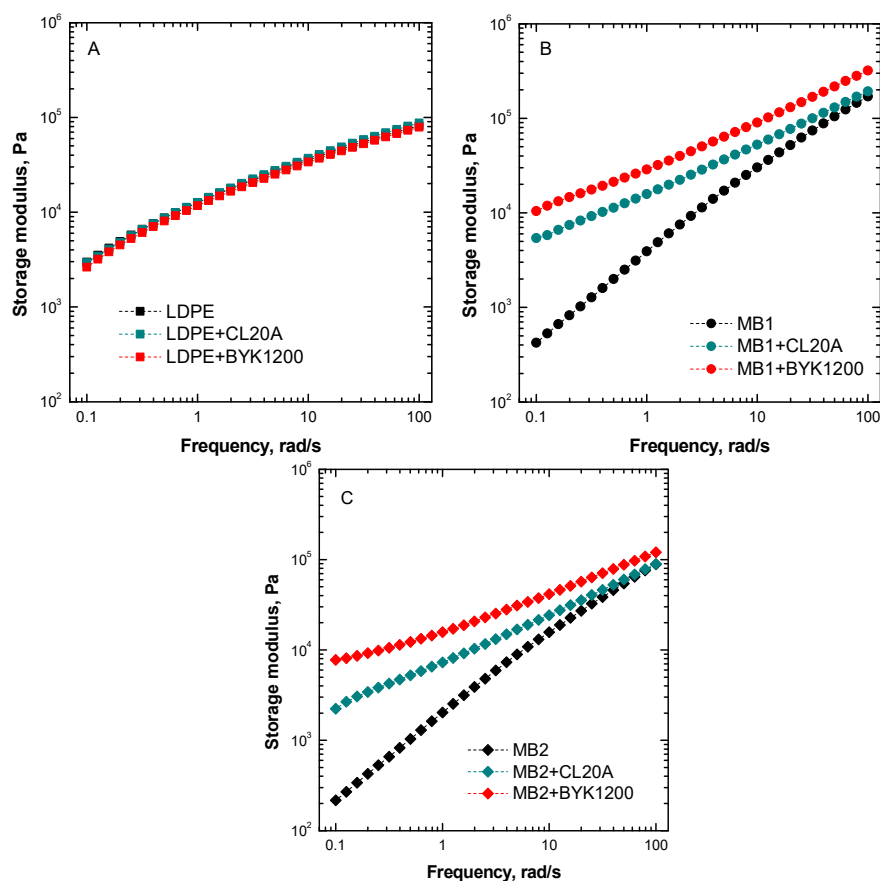 A
Storage modulus, Pa
10^6
10^5
10^4
10^3
10^2
LDPE
LDPE+CL20A
LDPE+BYK1200
0.1 1 10 100
Frequency, rad/s
B
Storage modulus, Pa
10^6
10^5
10^4
10^3
10^2
MB1
MB1+CL20A
MB1+BYK1200
0.1 1 10 100
Frequency, rad/s
C
Storage modulus, Pa
10^6
10^5
10^4
10^3
10^2
MB2
MB2+CL20A
MB2+BYK1200
0.1 1 10 100
Frequency, rad/s